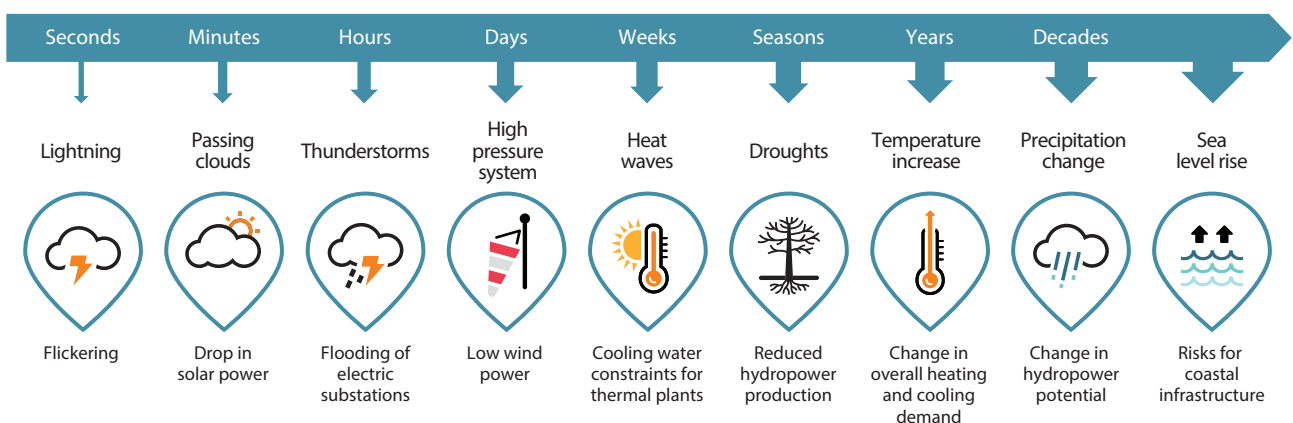 Seconds
Minutes
Hours
Days
Weeks
Seasons
Years
Decades
Lightning
Passing
clouds
Thunderstorms
High
pressure
system
Heat
waves
Droughts
Temperature
increase
Precipitation
change
Sea
level rise
Flickering
Drop in
solar power
Flooding of
electric
substations
Low wind
power
Cooling water
constraints for
thermal plants
Reduced
hydropower
production
Change in
overall heating
and cooling
demand
Change in
hydropower
potential
Risks for
coastal
infrastructure